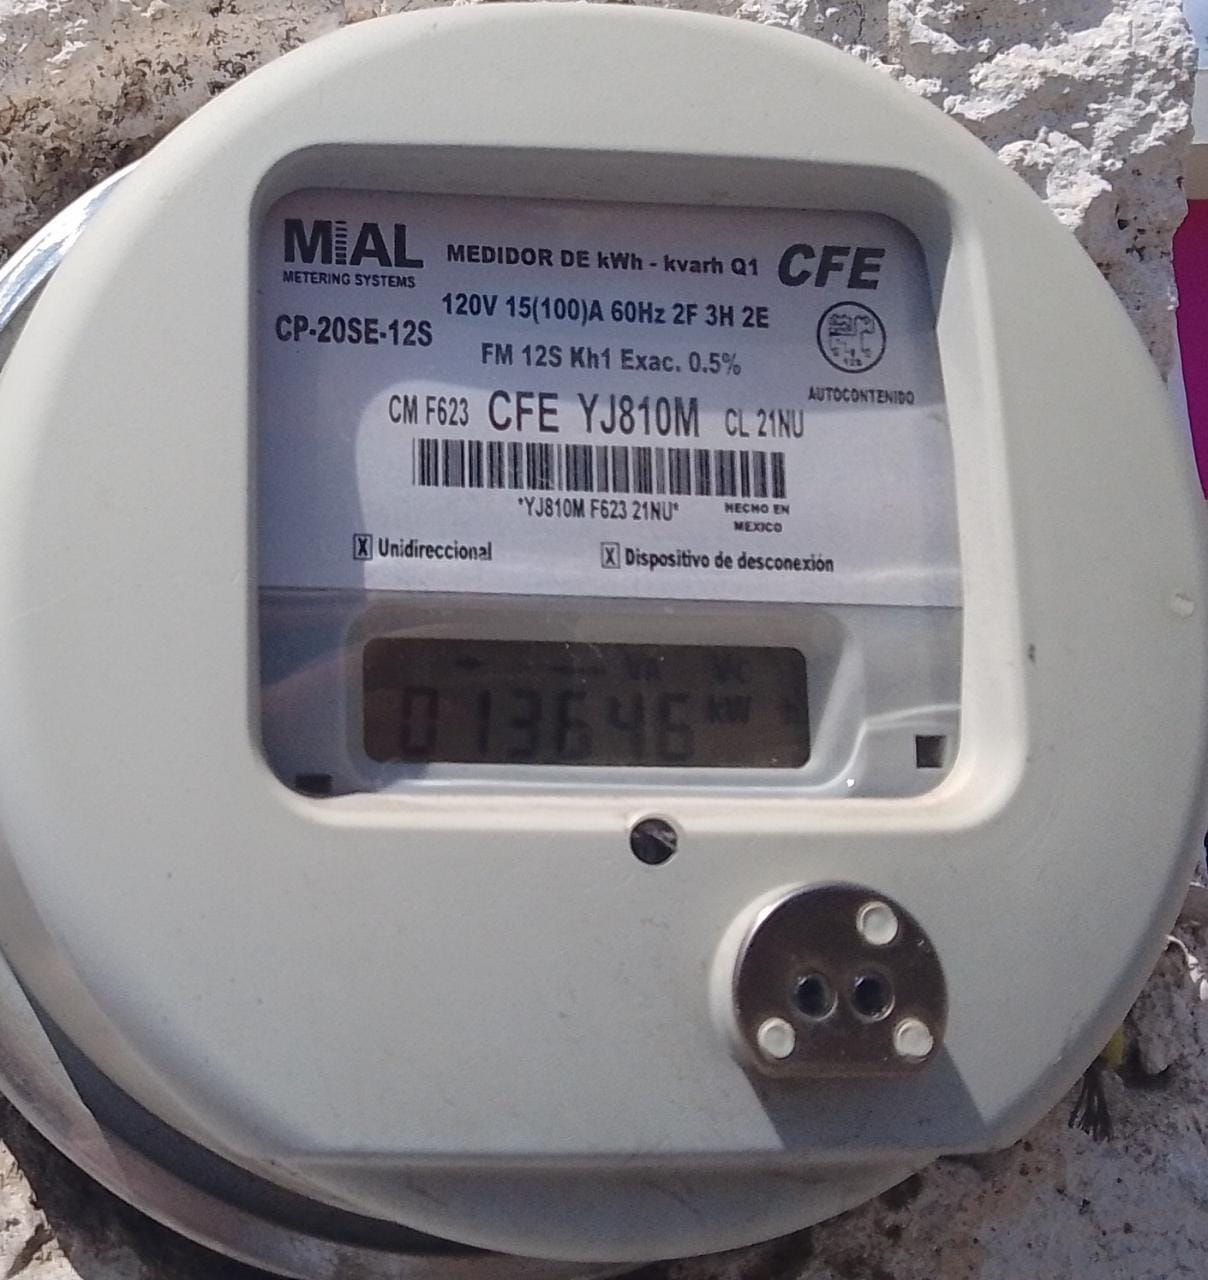 MIAL
METERING SYSTEMS
MEDIDOR DE kWh - kvarh Q1
CFE
120V 15(100)A 60Hz 2F 3H 2E
CP-20SE-12S
FM 12S Kh1 Exac. 0.5%
AUTOCONTENIDO
CM F623 CFE YJ810M CL 21NU
*YJ810M F623 21NU*
HECHO EN
MEXICO
X Unidireccional
X Dispositivo de desconexión
VA VC
013646 kW